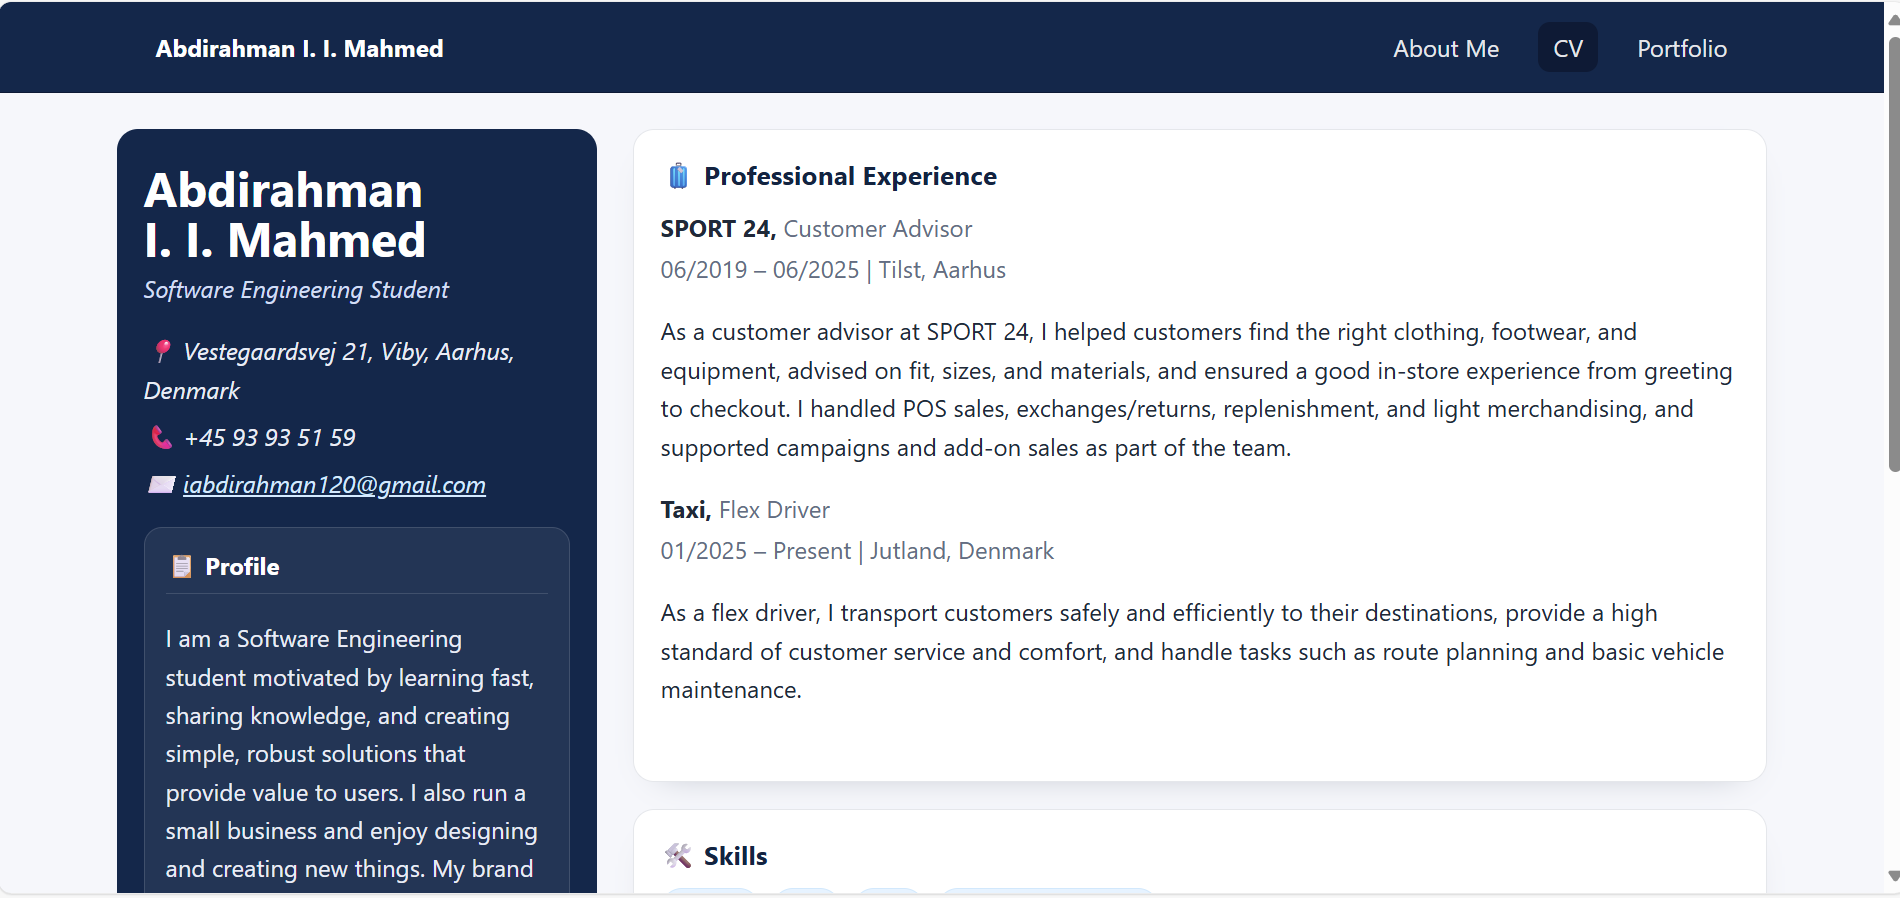 Abdirahman I. I. Mahmed
About Me
CV
Portfolio
Abdirahman
I. I. Mahmed
Software Engineering Student
Vestegaardsvej 21, Viby, Aarhus,
Denmark
+45 93 93 51 59
iabdirahman120@gmail.com
Profile
I am a Software Engineering
student motivated by learning fast,
sharing knowledge, and creating
simple, robust solutions that
provide value to users. I also run a
small business and enjoy designing
and creating new things. My brand
Professional Experience
SPORT 24, Customer Advisor
06/2019 – 06/2025 | Tilst, Aarhus
As a customer advisor at SPORT 24, I helped customers find the right clothing, footwear, and
equipment, advised on fit, sizes, and materials, and ensured a good in-store experience from greeting
to checkout. I handled POS sales, exchanges/returns, replenishment, and light merchandising, and
supported campaigns and add-on sales as part of the team.
Taxi, Flex Driver
01/2025 – Present | Jutland, Denmark
As a flex driver, I transport customers safely and efficiently to their destinations, provide a high
standard of customer service and comfort, and handle tasks such as route planning and basic vehicle
maintenance.
Skills